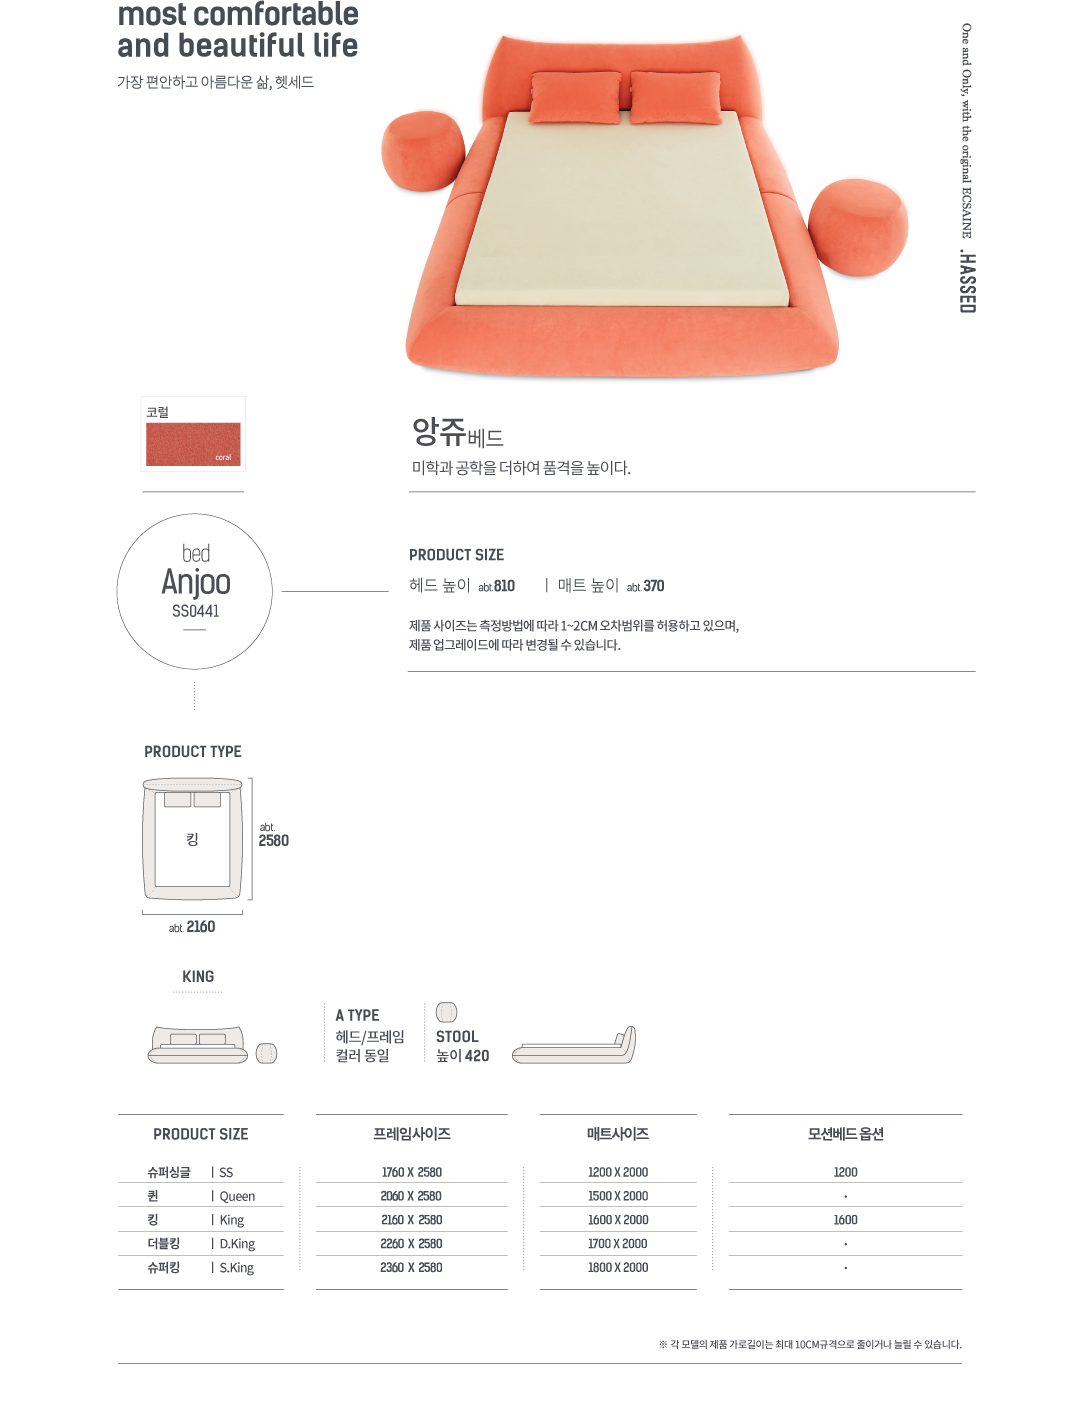 most comfortable
and beautiful life
가장 편안하고 아름다운 삶, 헷세드
One and Only, with the original ECSAINE .HASSED
코럴
coral
앙쥬베드
미학과 공학을 더하여 품격을 높이다.
bed
Anjoo
SS0441
PRODUCT SIZE
헤드 높이 abt.810 | 매트 높이 abt.370
제품 사이즈는 측정방법에 따라 1~2CM 오차범위를 허용하고 있으며,
제품 업그레이드에 따라 변경될 수 있습니다.
PRODUCT TYPE
킹
abt.
2580
abt. 2160
KING
A TYPE
헤드/프레임
컬러 동일
STOOL
높이 420
PRODUCT SIZE 프레임사이즈 매트사이즈 모션베드 옵션
슈퍼싱글 | SS 1760 X 2580 1200 X 2000 1200
퀸 | Queen 2060 X 2580 1500 X 2000 -
킹 | King 2160 X 2580 1600 X 2000 1600
더블킹 | D.King 2260 X 2580 1700 X 2000 -
슈퍼킹 | S.King 2360 X 2580 1800 X 2000 -
※ 각 모델의 제품 가로길이는 최대 10CM규격으로 줄이거나 늘릴 수 있습니다.